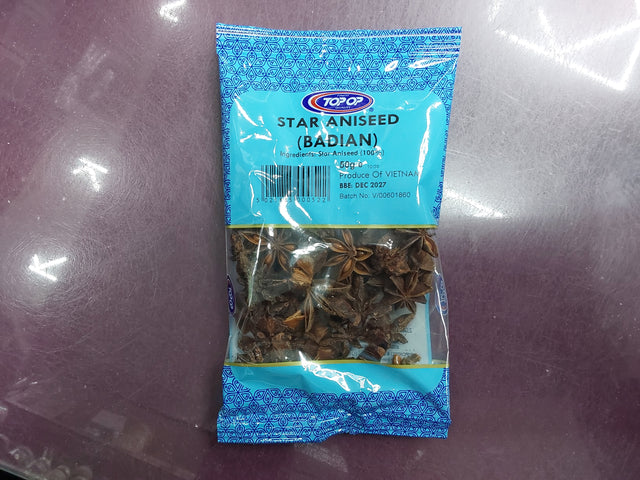 TOP OP
STAR ANISEED
(BADIAN)
Ingredients: Star Aniseed (100%)
50g e
Produce Of VIETNAM
BBE: DEC 2027
Batch No. V/00601860